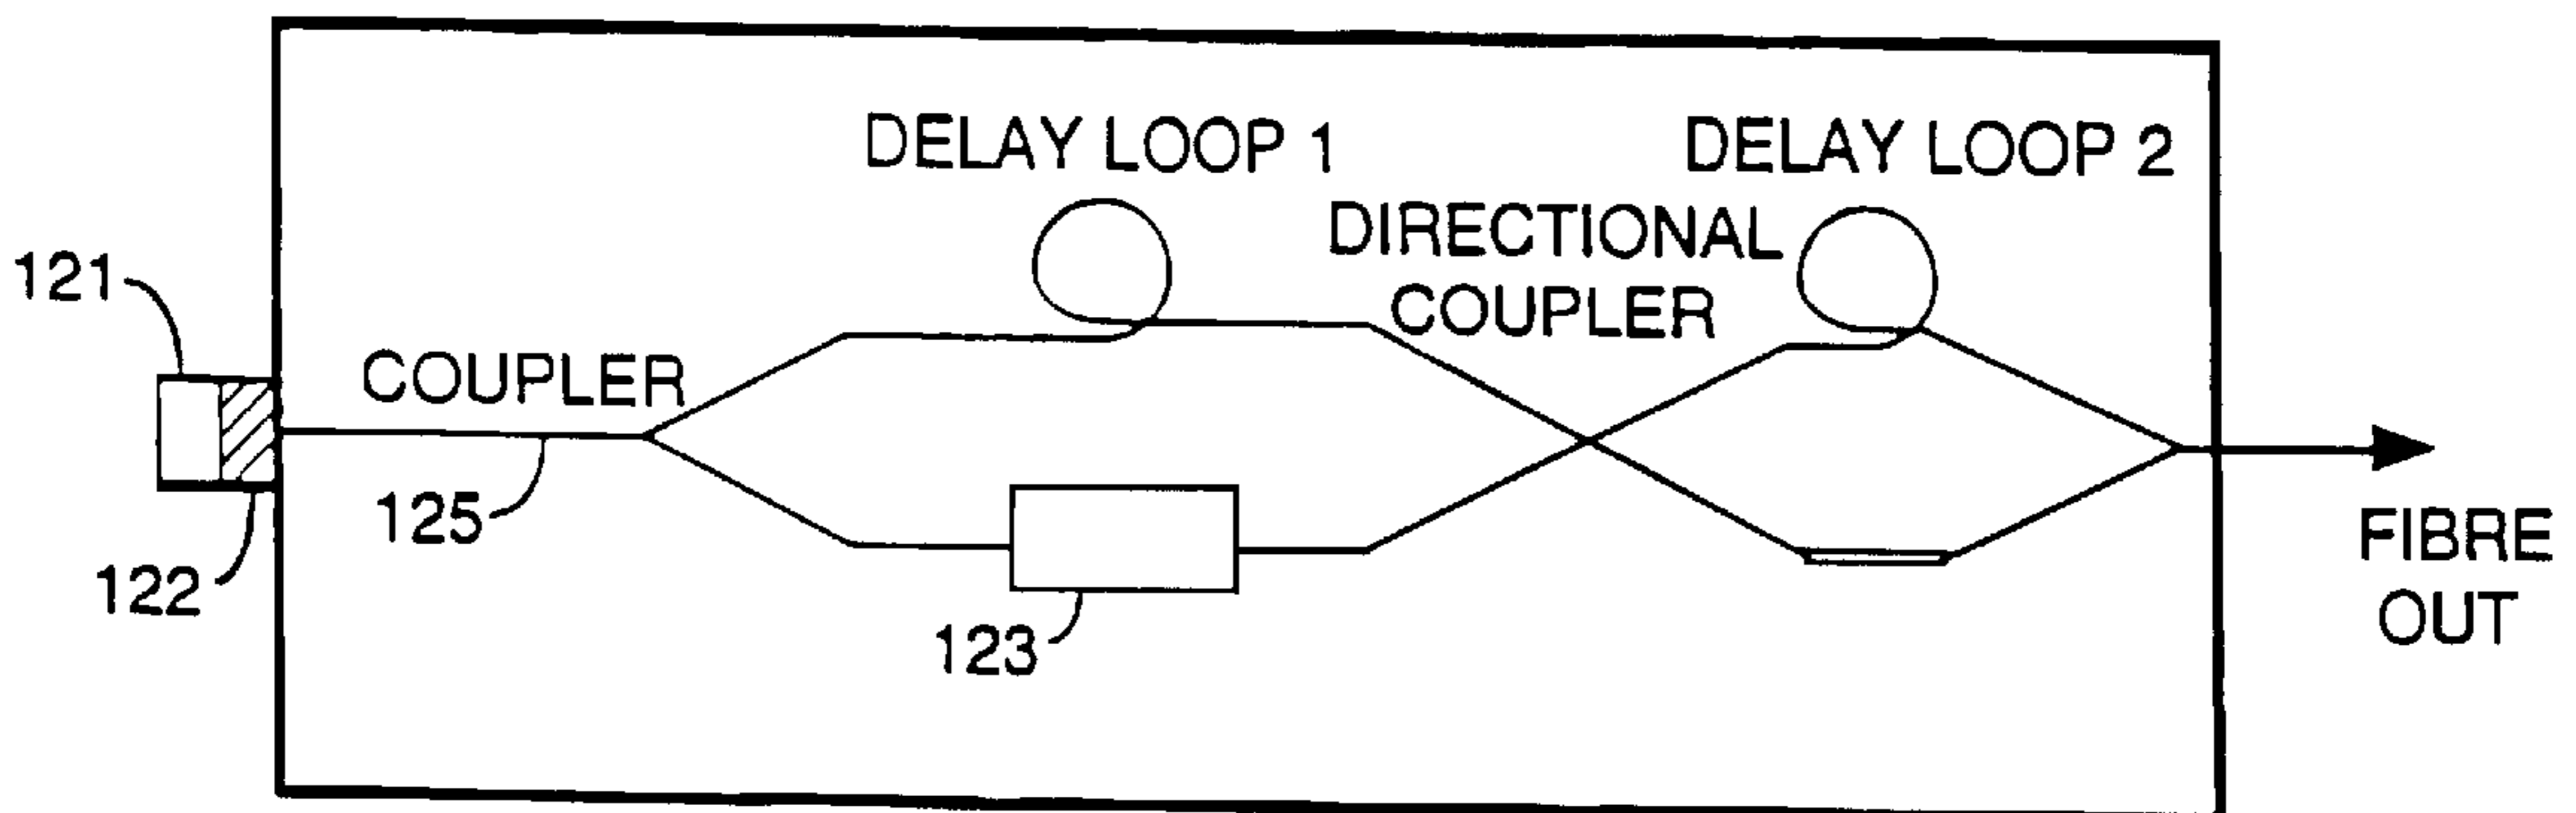 DELAY LOOP 1
DELAY LOOP 2
DIRECTIONAL
COUPLER
121
COUPLER
125
122
123
FIBRE
OUT